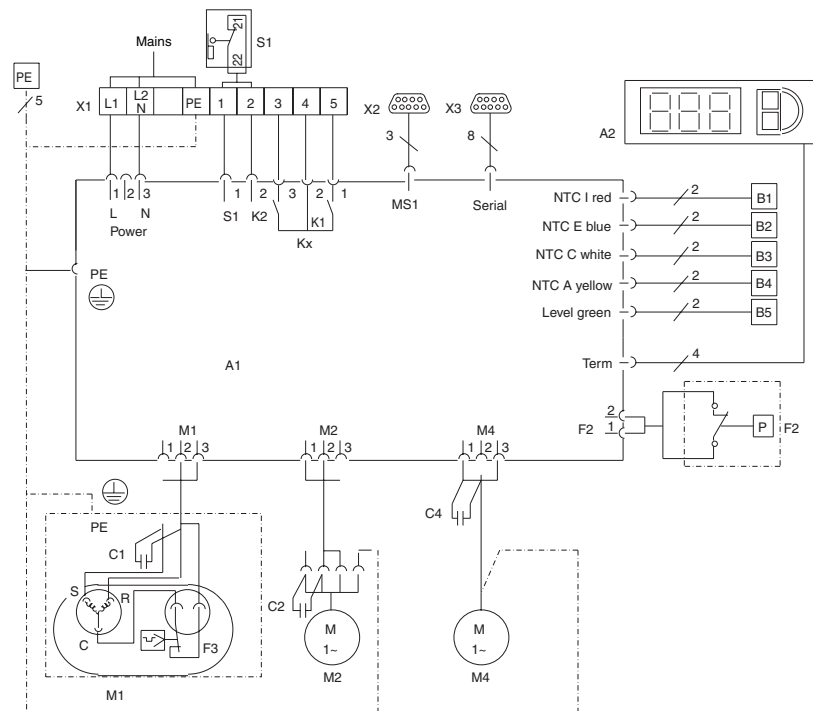 Mains
21
22
S1
PE
5
X1
L1
L2
N
PE
1
2
3
4
5
X2
X3
3
8
A2
1
2
3
L
N
Power
1
S1
2
K2
3
2
K1
1
Kx
MS1
Serial
NTC I red
2
B1
NTC E blue
2
B2
NTC C white
2
B3
NTC A yellow
2
B4
Level green
2
B5
Term
4
PE
A1
2
1
F2
P
F2
M1
1
2
3
M2
1
2
3
M4
1
2
3
PE
C1
C4
S
R
C
F3
C2
M
1~
M
1~
M1
M2
M4